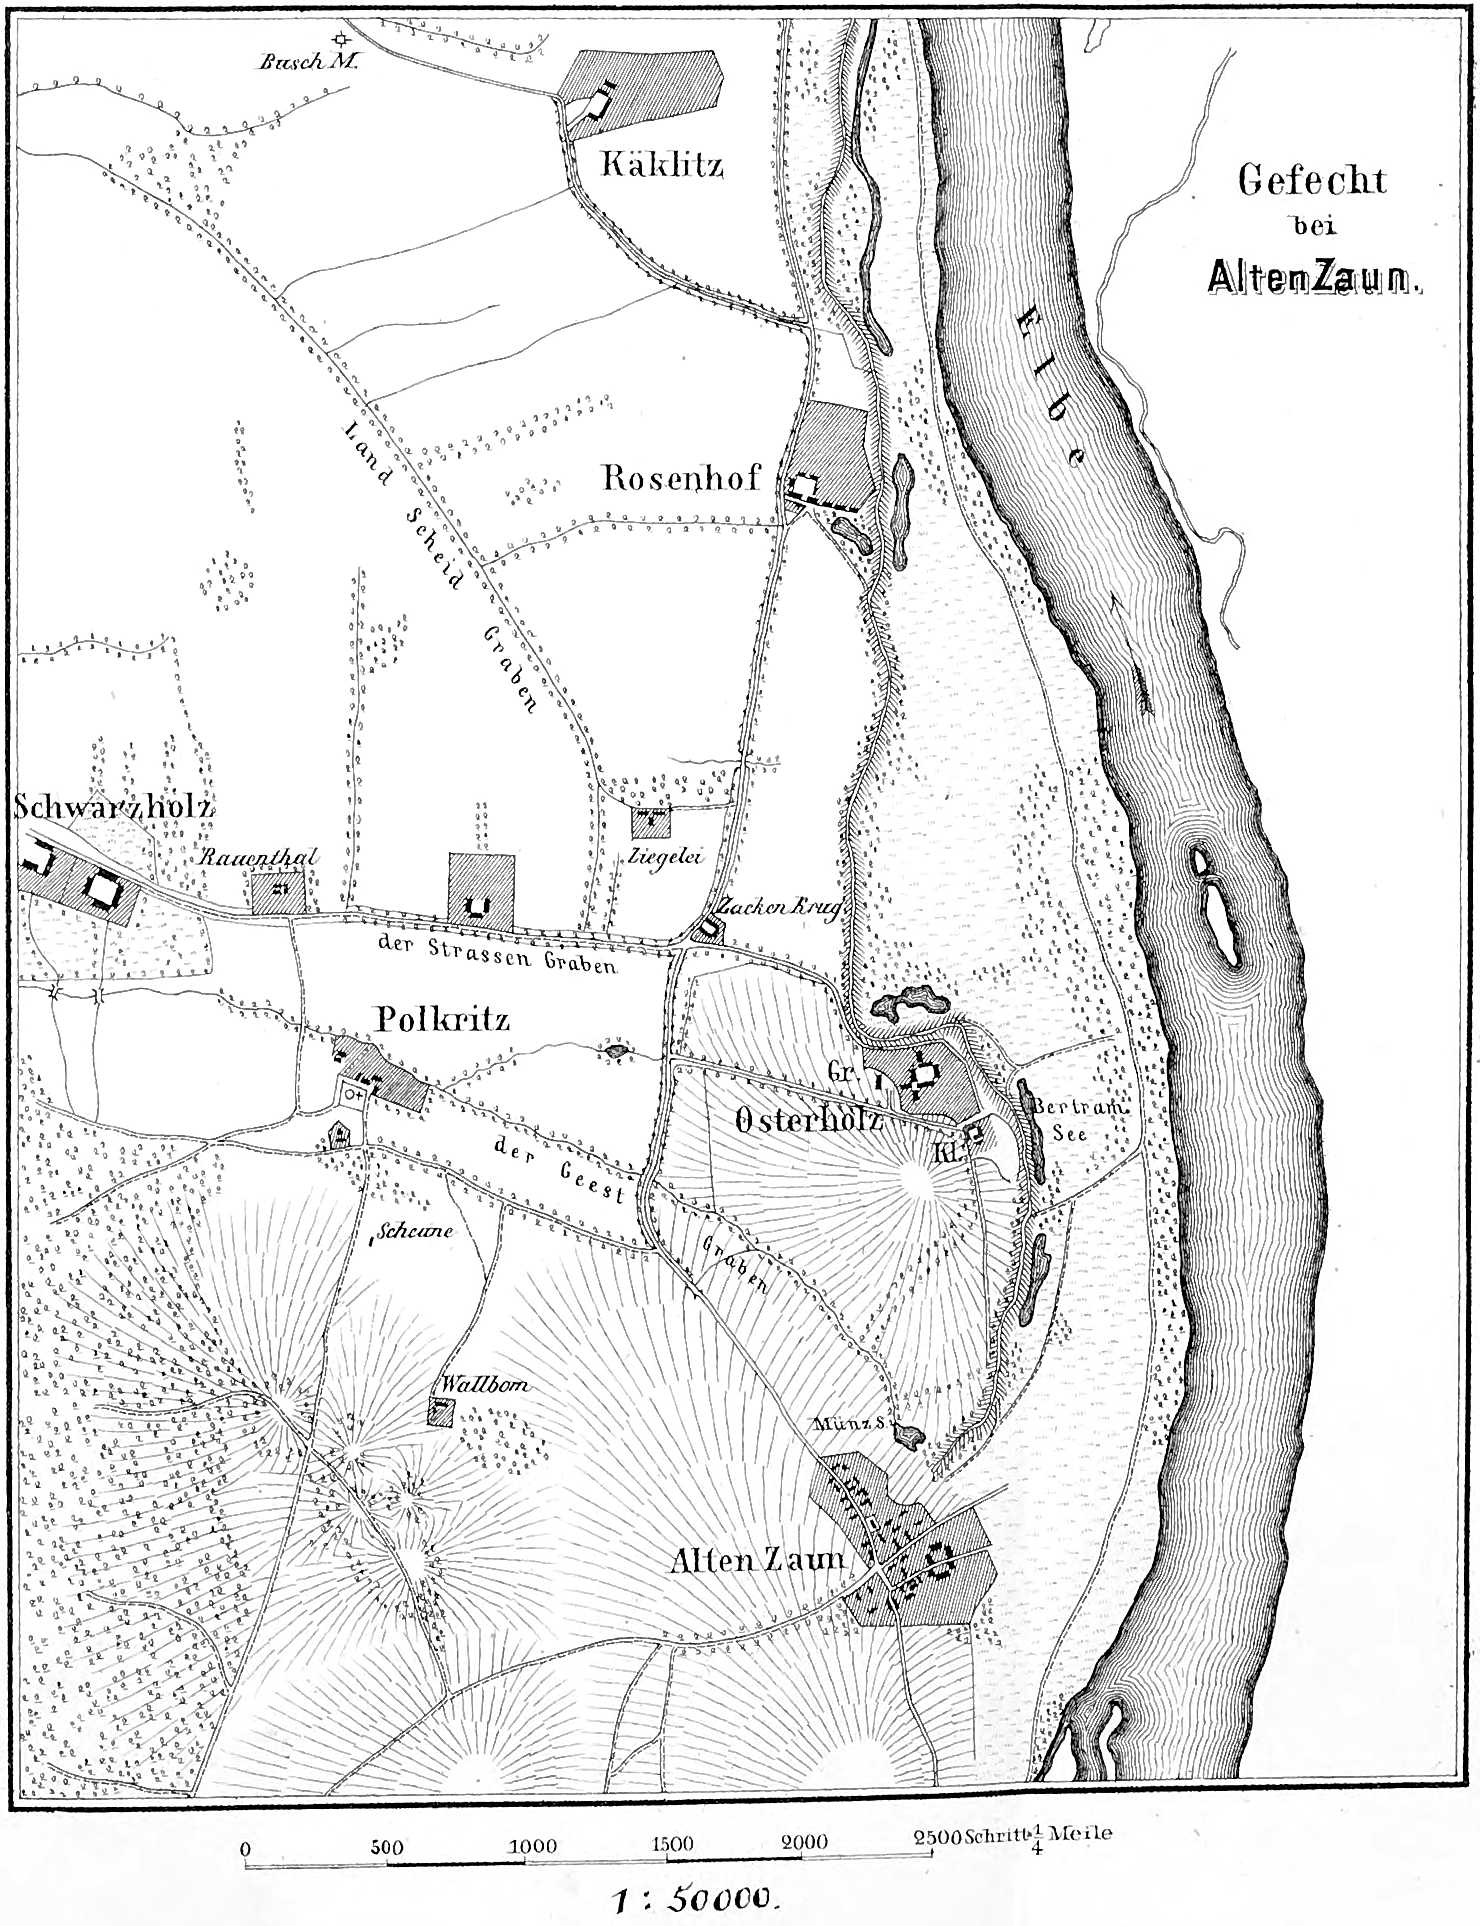 Busch M.
Käklitz
Gefecht
bei
Alten Zaun.
Elbe
Land Scheid Graben
Rosenhof
Schwarzholz
Rauenthal
Ziegelei
Zacken Krug
der Strassen Graben
Polkritz
Gr.
Osterholz
Kl.
Bertram
See
der Geest Graben
Scheune
Wallbom
Münz S.
Alten Zaun
0 500 1000 1500 2000 2500 Schritt ¼ Meile
1 : 50000.